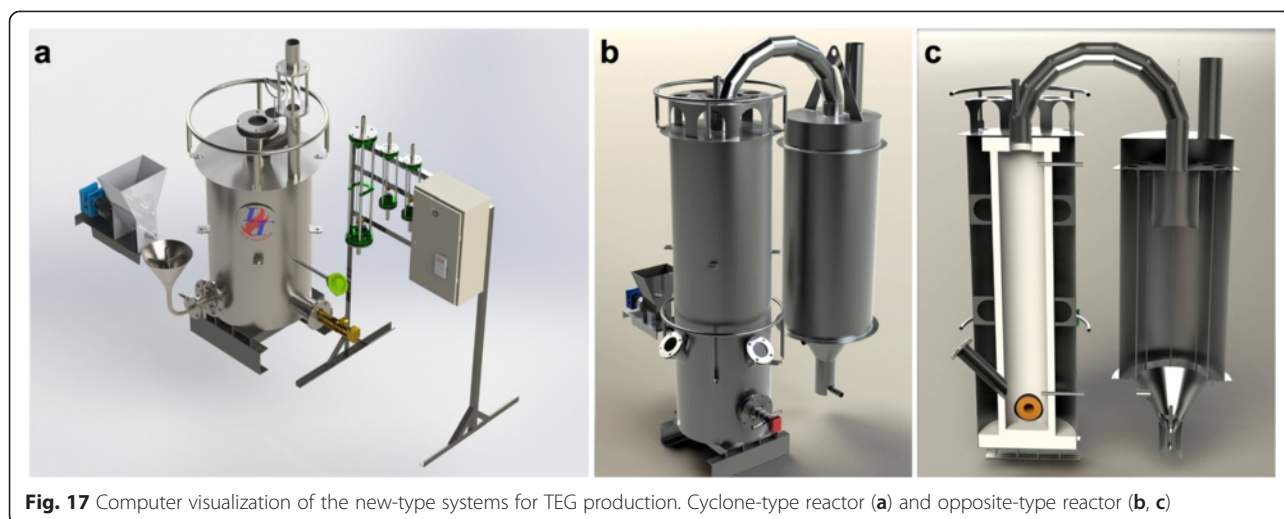 a
b
c
Fig. 17 Computer visualization of the new-type systems for TEG production. Cyclone-type reactor (a) and opposite-type reactor (b, c)